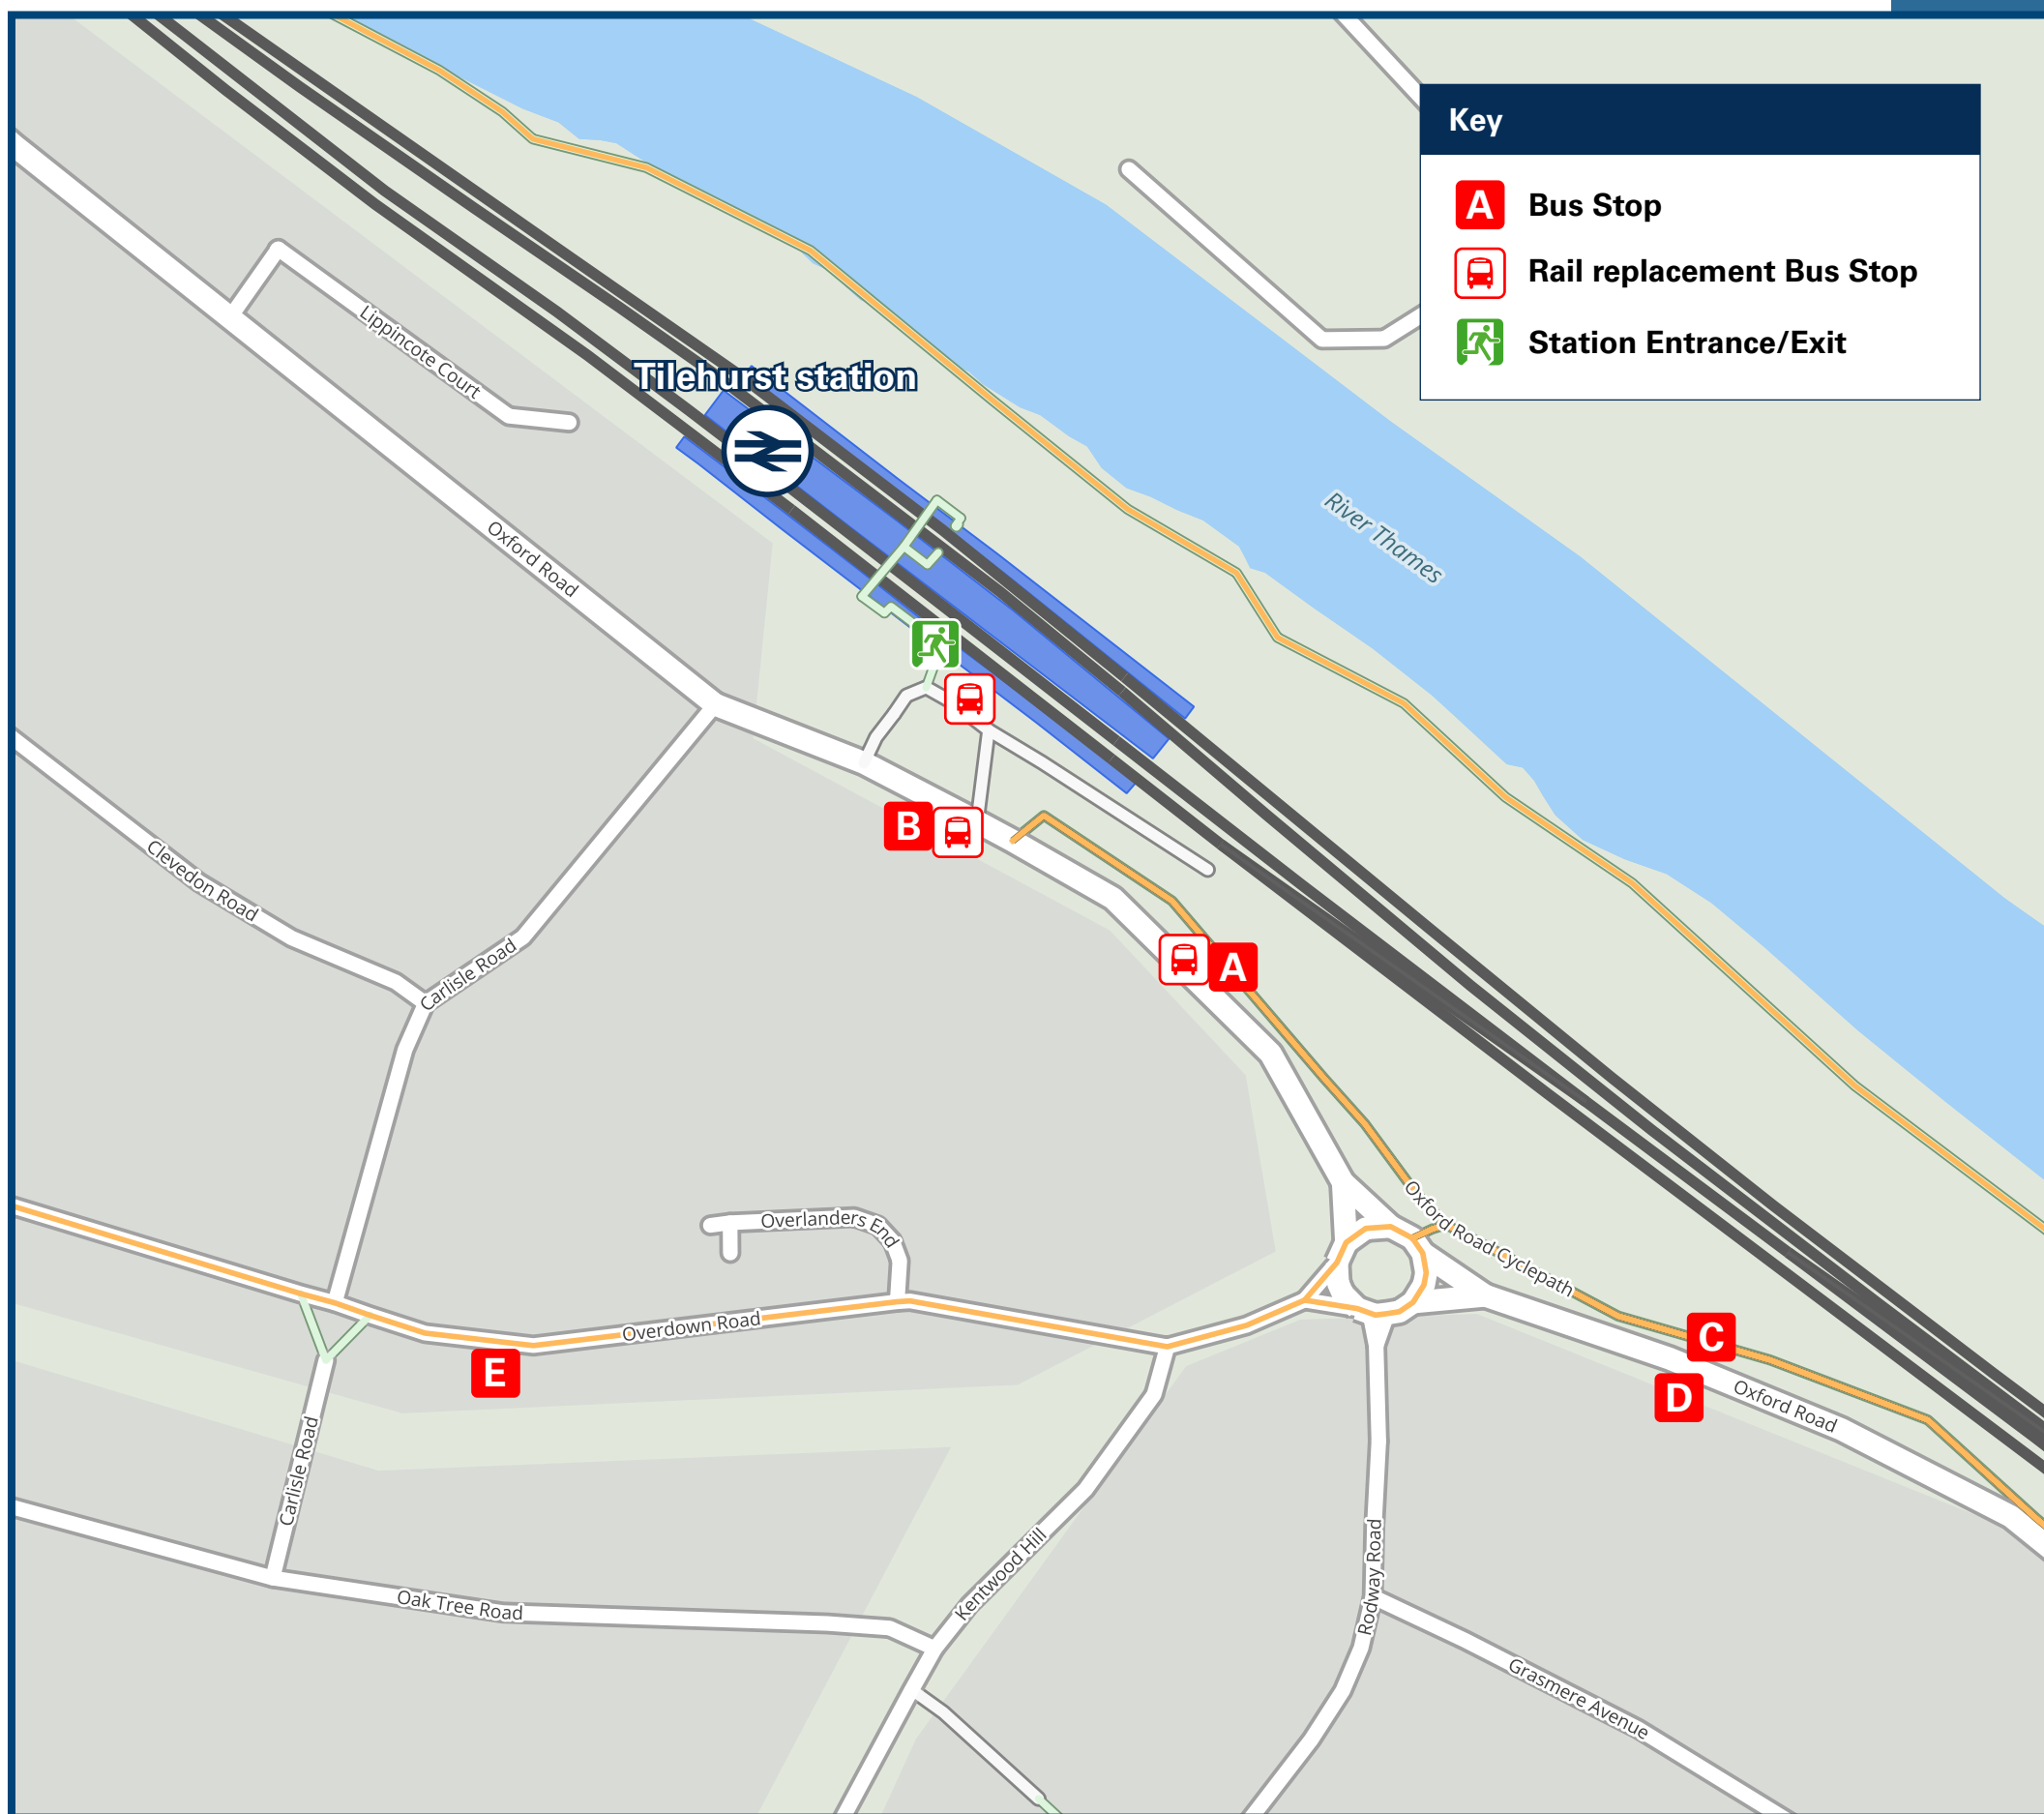 Key
A Bus Stop
Rail replacement Bus Stop
Station Entrance/Exit
Lippincote Court
Tilehurst station
Oxford Road
River Thames
B
Clevedon Road
Carlisle Road
A
Oxford Road Cyclepath
Overlanders End
Overdown Road
C
E
D
Oxford Road
Carlisle Road
Kentwood Hill
Rodway Road
Oak Tree Road
Grasmere Avenue